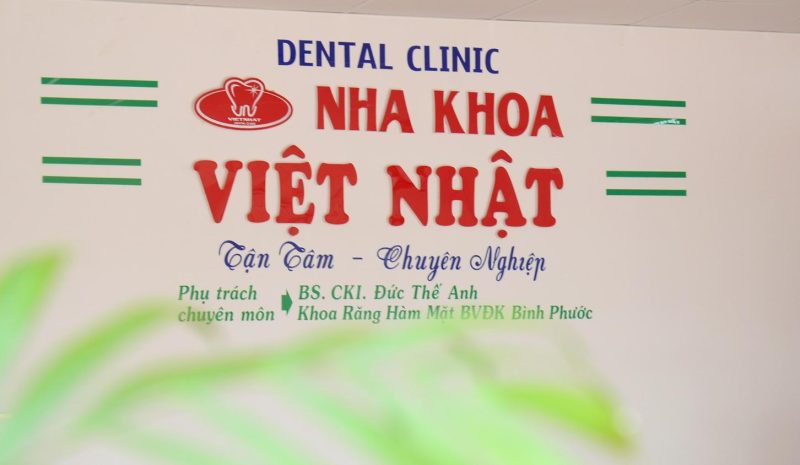 DENTAL CLINIC
VIETNHAT
NHA KHOA
VIỆT NHẬT
Tận Tâm - Chuyên Nghiệp
Phụ trách
chuyên môn
BS. CKI. Đức Thế Anh
Khoa Răng Hàm Mặt BVĐK Bình Phước